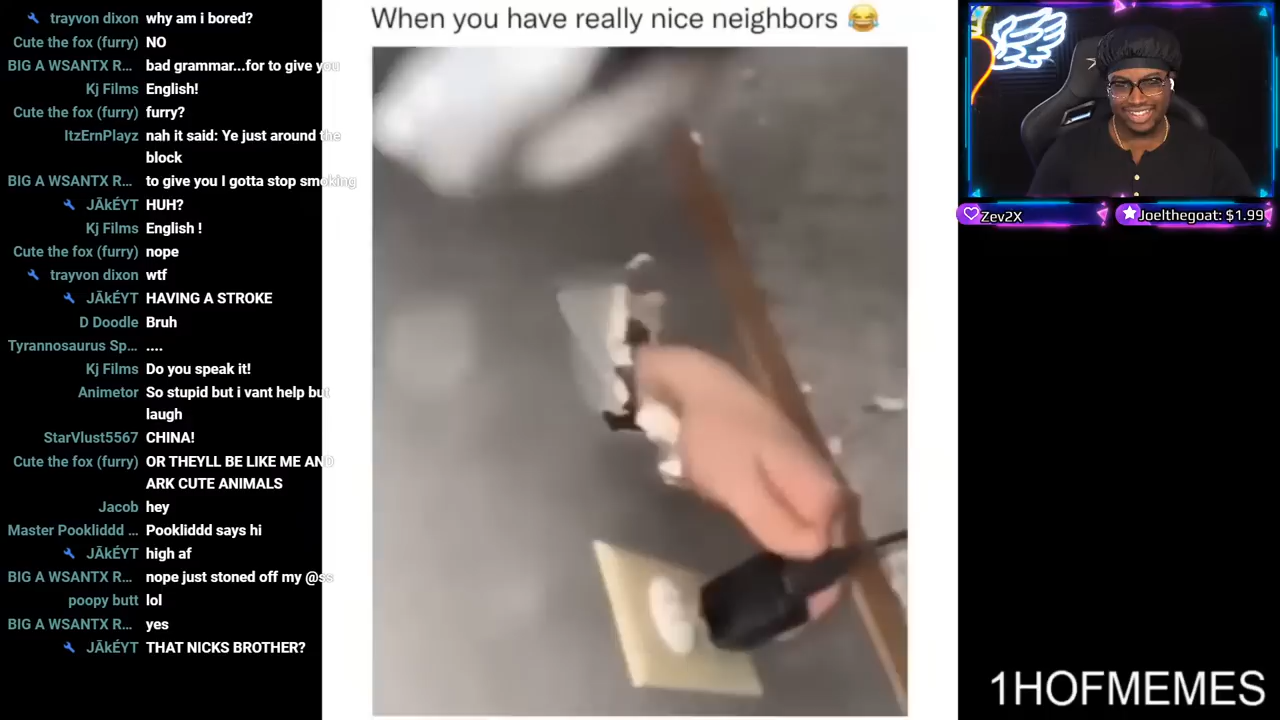 trayvon dixon why am i bored?
Cute the fox (furry) NO
BIG A WSANTX R... bad grammar...for to give you
Kj Films English!
Cute the fox (furry) furry?
ItzErnPlayz nah it said: Ye just around the
block
BIG A WSANTX R... to give you I gotta stop smoking
JÃkÉYT HUH?
Kj Films English !
Cute the fox (furry) nope
trayvon dixon wtf
JÃkÉYT HAVING A STROKE
D Doodle Bruh
Tyrannosaurus Sp... ....
Kj Films Do you speak it!
Animetor So stupid but i vant help but
laugh
StarVlust5567 CHINA!
Cute the fox (furry) OR THEYLL BE LIKE ME AND
ARK CUTE ANIMALS
Jacob hey
Master Pookliddd ... Pookliddd says hi
JÃkÉYT high af
BIG A WSANTX R... nope just stoned off my @ss
poopy butt lol
BIG A WSANTX R... yes
JÃkÉYT THAT NICKS BROTHER?
When you have really nice neighbors 😂
Zev2X
Joelthegoat: $1.99
1HOFMEMES